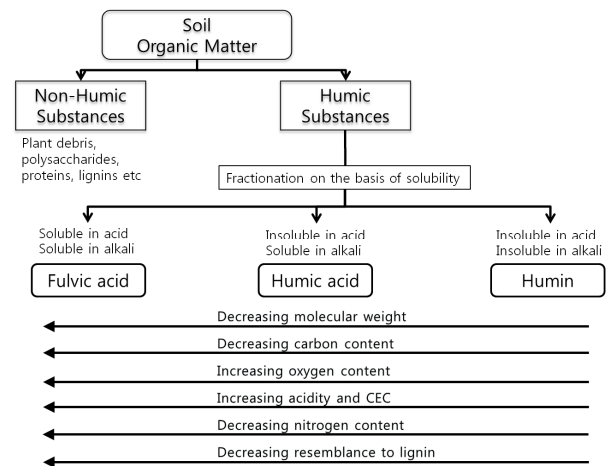 Soil
Organic Matter
Non-Humic
Substances
Humic
Substances
Plant debris,
polysaccharides,
proteins, lignins etc
Fractionation on the basis of solubility
Soluble in acid
Soluble in alkali
Insoluble in acid
Soluble in alkali
Insoluble in acid
Insoluble in alkali
Fulvic acid
Humic acid
Humin
Decreasing molecular weight
Decreasing carbon content
Increasing oxygen content
Increasing acidity and CEC
Decreasing nitrogen content
Decreasing resemblance to lignin